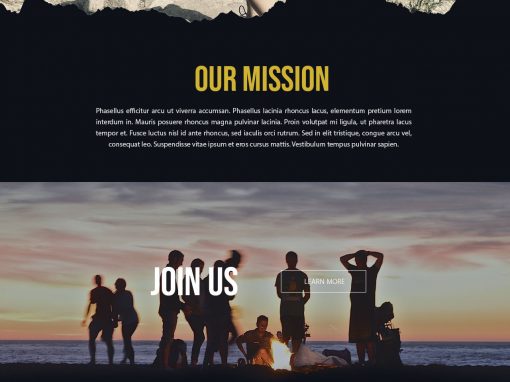 OUR MISSION
Phasellus efficitur arcu ut viverra accumsan. Phasellus lacinia rhoncus lacus, elementum pretium lorem
interdum in. Mauris posuere rhoncus magna pulvinar lacinia. Proin volutpat mi ligula, ut pharetra lacus
tempor et. Fusce luctus nisl id ante rhoncus, sed iaculis orci rutrum. Sed in elit tristique, congue arcu vel,
consequat leo. Suspendisse vitae ipsum et eros cursus mattis. Vestibulum tempus pulvinar sapien.
JOIN US
LEARN MORE